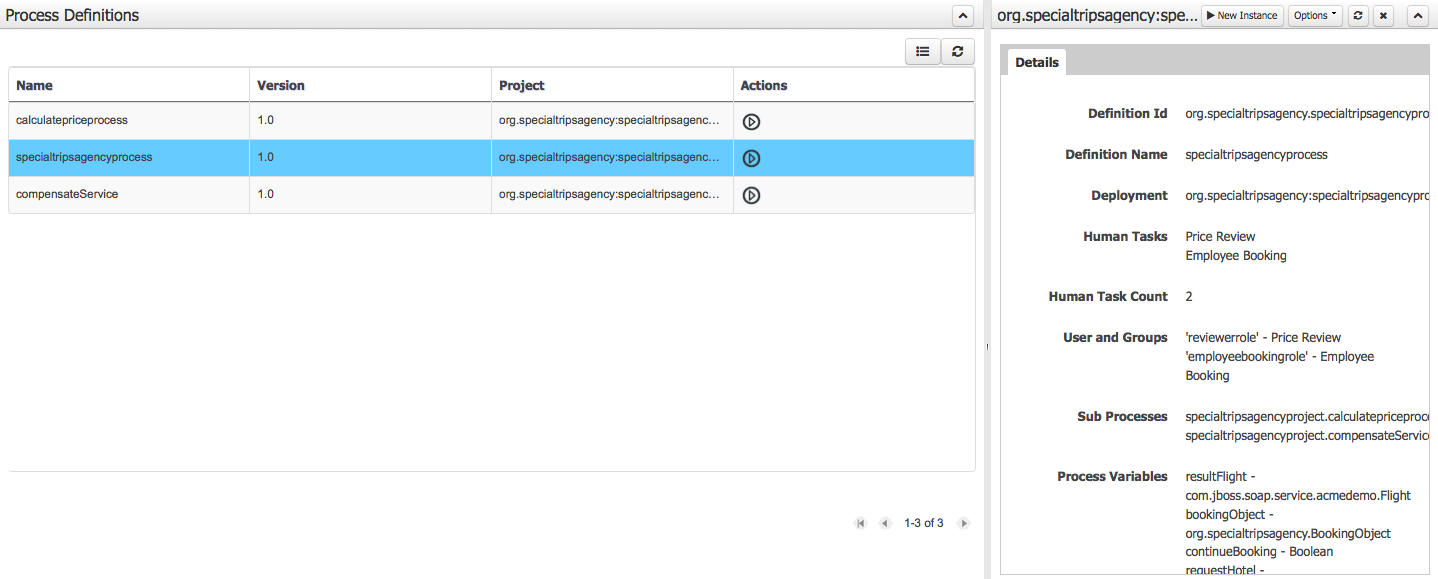 Process Definitions
Name Version Project Actions
calculatepriceprocess 1.0 org.specialtripsagency:specialtripsagenc...
specialtripsagencyprocess 1.0 org.specialtripsagency:specialtripsagenc...
compensateService 1.0 org.specialtripsagency:specialtripsagenc...
1-3 of 3
org.specialtripsagency:spe... New Instance Options
Details
Definition Id org.specialtripsagency.specialtripsagencypro
Definition Name specialtripsagencyprocess
Deployment org.specialtripsagency:specialtripsagencypro
Human Tasks Price Review
Employee Booking
Human Task Count 2
User and Groups 'reviewerrole' - Price Review
'employeebookingrole' - Employee
Booking
Sub Processes specialtripsagencyproject.calculatepriceproce
specialtripsagencyproject.compensateService
Process Variables resultFlight -
com.jboss.soap.service.acmedemo.Flight
bookingObject -
org.specialtripsagency.BookingObject
continueBooking - Boolean
requestHotel -